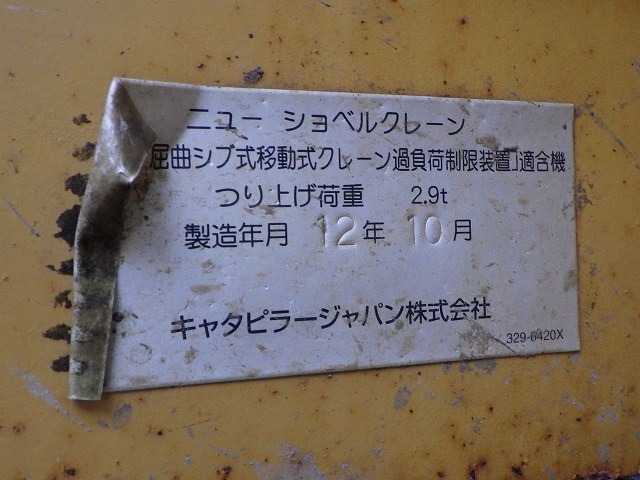 ニュー ショベルクレーン
屈曲ジブ式移動式クレーン過負荷制限装置」適合機
つり上げ荷重 2.9t
製造年月 12年 10月
キャタピラージャパン株式会社
329-6420X